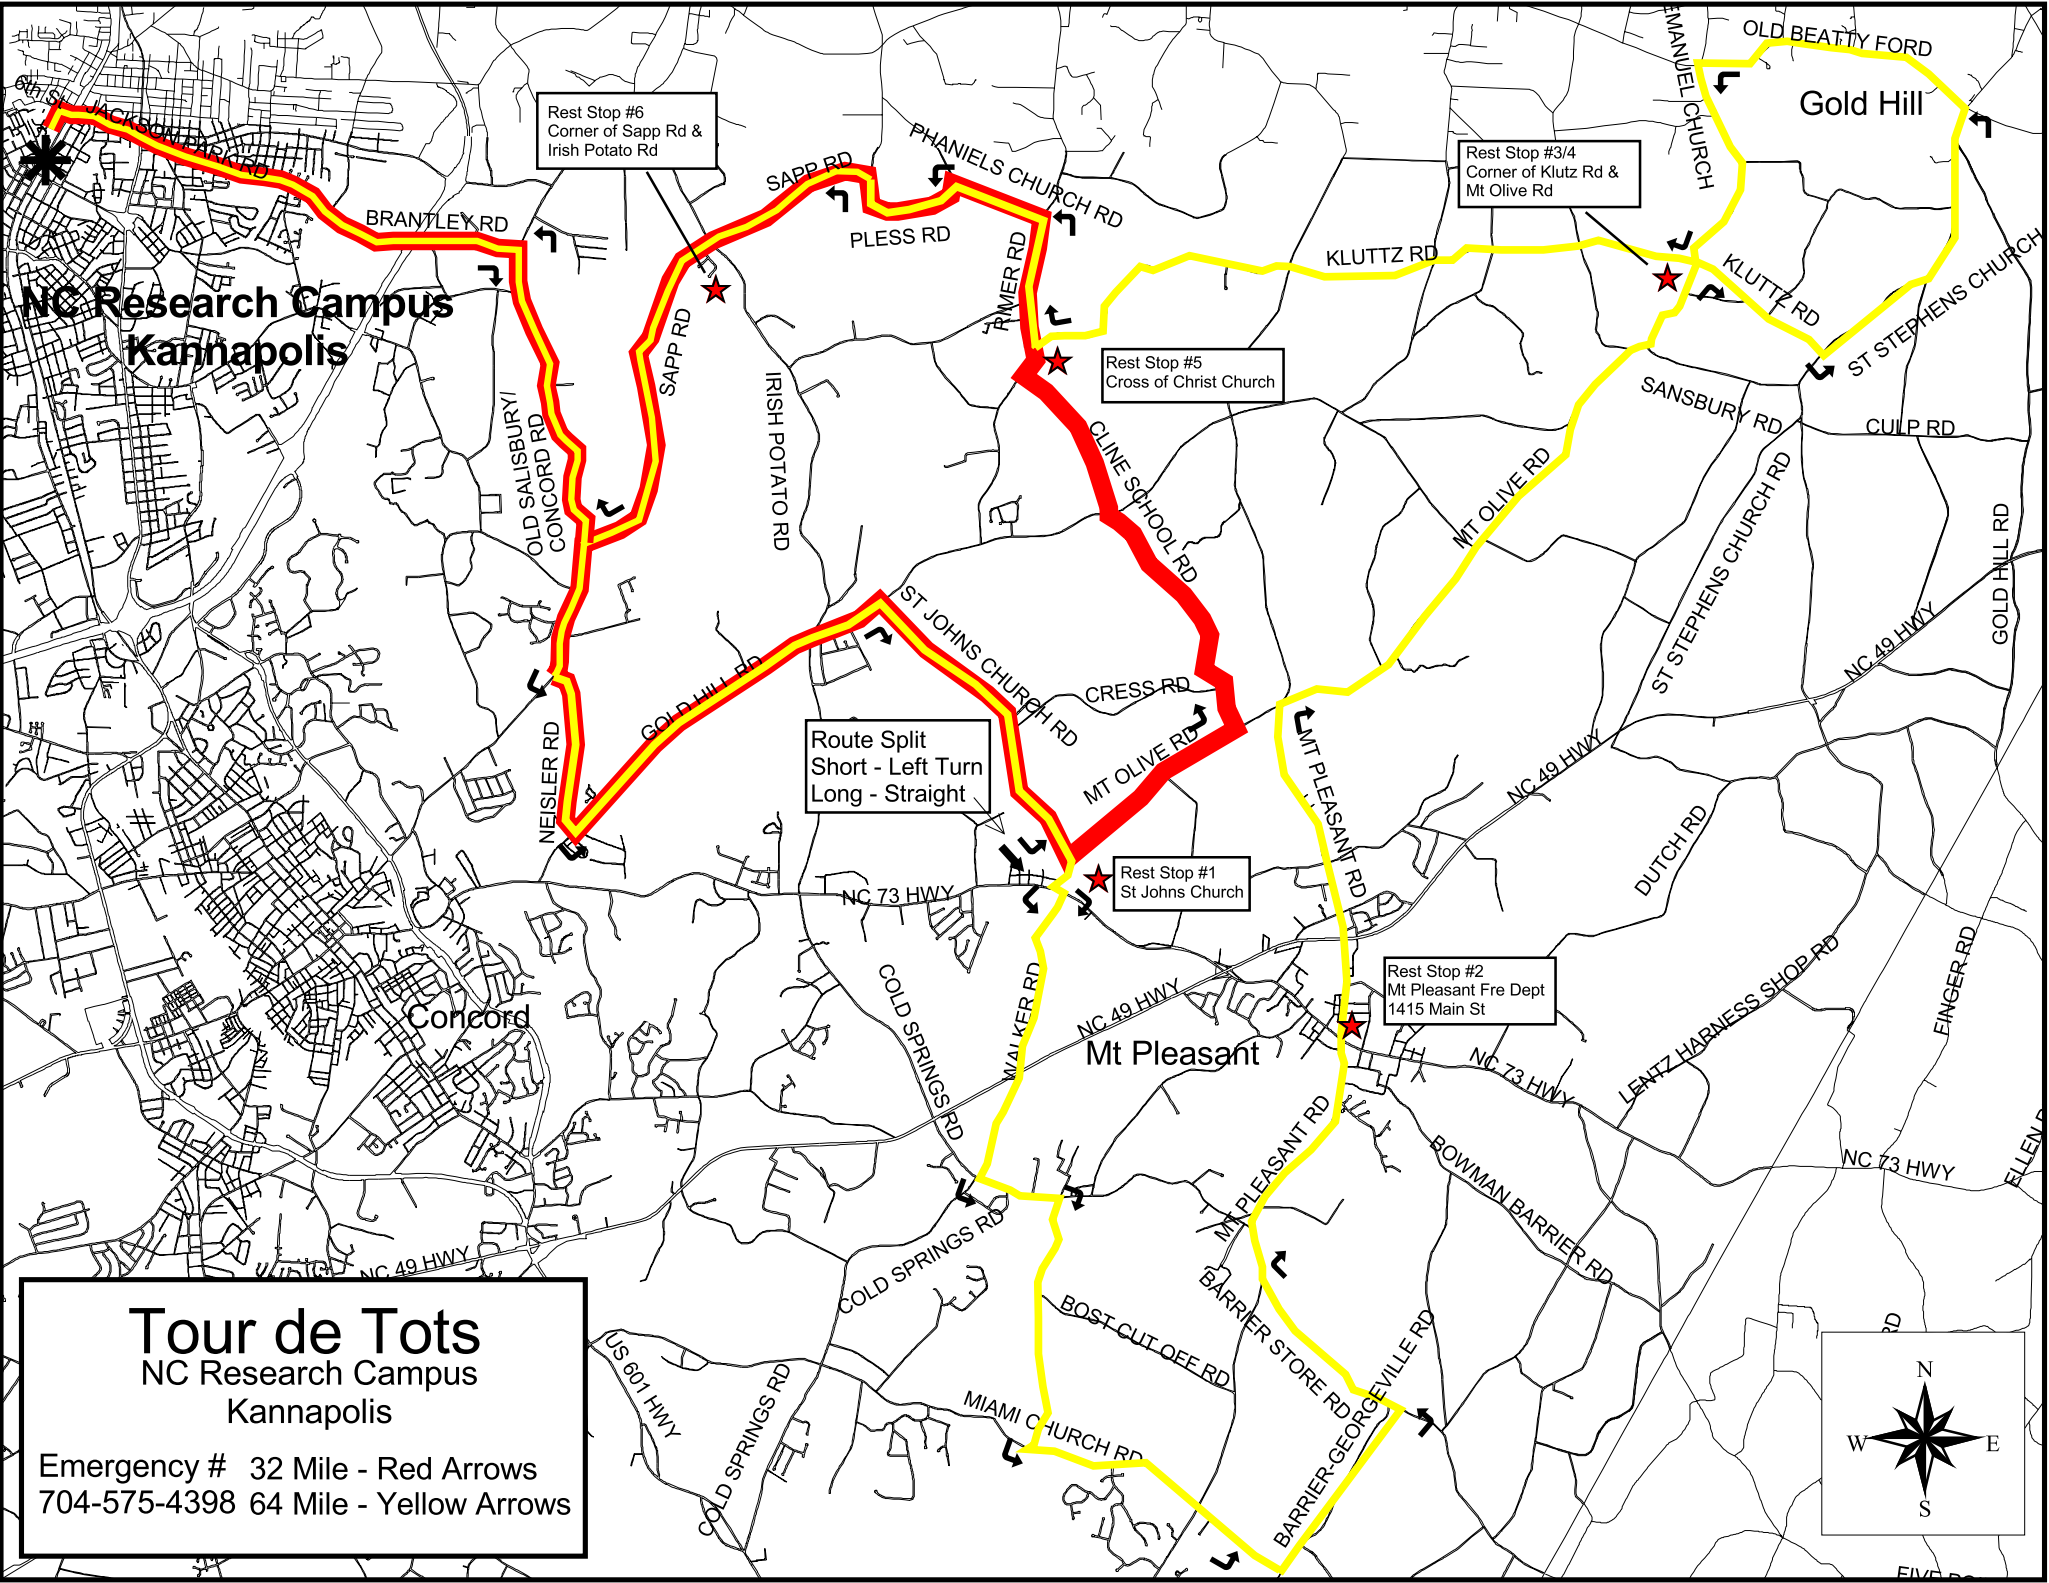 OLD BEATTY FORD
EMANUEL CHURCH
Gold Hill
6th St
JACKSON PARK RD
Rest Stop #6
Corner of Sapp Rd &
Irish Potato Rd
PHANIELS CHURCH RD
SAPP RD
Rest Stop #3/4
Corner of Klutz Rd &
Mt Olive Rd
BRANTLEY RD
PLESS RD
KLUTTZ RD
KLUTTZ RD
ST STEPHENS CHURCH
RIMER RD
NC Research Campus
Kannapolis
SAPP RD
Rest Stop #5
Cross of Christ Church
IRISH POTATO RD
OLD SALISBURY/
CONCORD RD
SANSBURY RD
CULP RD
CLINE SCHOOL RD
MT OLIVE RD
ST STEPHENS CHURCH RD
GOLD HILL RD
NC 49 HWY
ST JOHNS CHURCH RD
GOLD HILL RD
CRESS RD
NEISLER RD
Route Split
Short - Left Turn
Long - Straight
MT OLIVE RD
MT PLEASANT RD
NC 49 HWY
DUTCH RD
Rest Stop #1
St Johns Church
NC 73 HWY
COLD SPRINGS RD
WALKER RD
NC 49 HWY
Rest Stop #2
Mt Pleasant Fre Dept
1415 Main St
LENTZ HARNESS SHOP RD
FINGER RD
Concord
Mt Pleasant
NC 73 HWY
MT PLEASANT RD
BOWMAN BARRIER RD
NC 73 HWY
ELLEN R
COLD SPRINGS RD
NC 49 HWY
BARRIER STORE RD
BOST CUT OFF RD
BARRIER-GEORGEVILLE RD
US 601 HWY
COLD SPRINGS RD
MIAMI CHURCH RD
RD
Tour de Tots
NC Research Campus
Kannapolis
Emergency #
704-575-4398
32 Mile - Red Arrows
64 Mile - Yellow Arrows
N
W
E
S